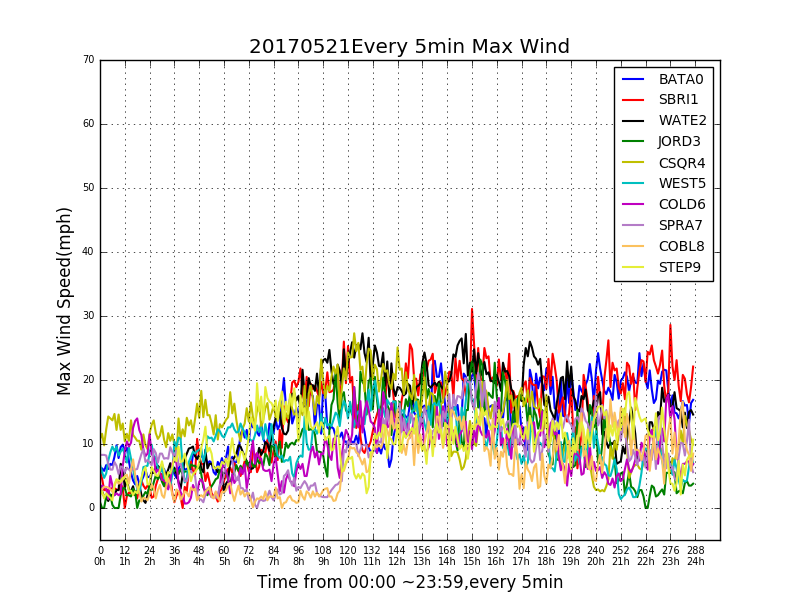 20170521Every 5min Max Wind
70
60
50
40
30
20
10
0
Max Wind Speed(mph)
BATA0
SBRI1
WATE2
JORD3
CSQR4
WEST5
COLD6
SPRA7
COBL8
STEP9
0 12 24 36 48 60 72 84 96 108 120 132 144 156 168 180 192 204 216 228 240 252 264 276 288
0h 1h 2h 3h 4h 5h 6h 7h 8h 9h 10h 11h 12h 13h 14h 15h 16h 17h 18h 19h 20h 21h 22h 23h 24h
Time from 00:00 ~23:59,every 5min